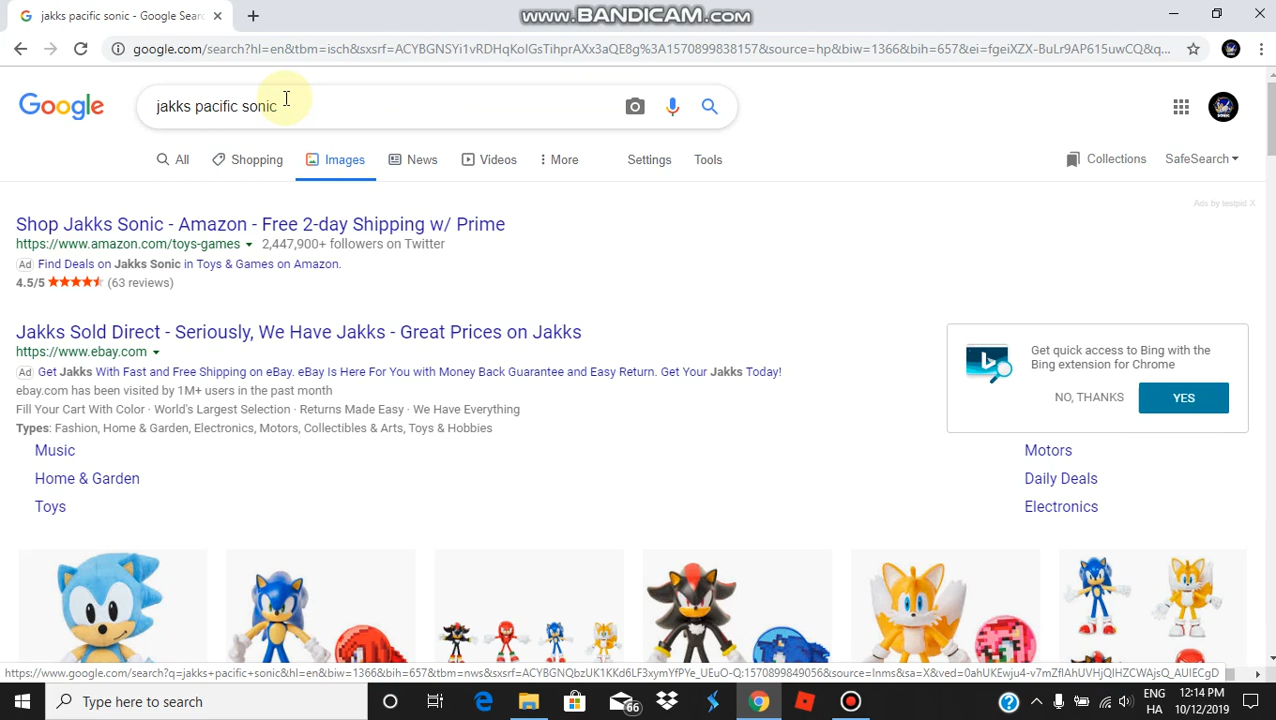 www.BANDICAM.com
jakks pacific sonic - Google Sear
google.com/search?hl=en&tbm=isch&sxsrf=ACYBGNSYi1vRDHqKolGsTihprAXx3aQE8g%3A1570899838157&source=hp&biw=1366&bih=657&ei=fgeiXZX-BuLr9AP615uwCQ&q...
Google
jakks pacific sonic
All Shopping Images News Videos More Settings Tools Collections SafeSearch
Ads by testpid X
Shop Jakks Sonic - Amazon - Free 2-day Shipping w/ Prime
https://www.amazon.com/toys-games 2,447,900+ followers on Twitter
Ad Find Deals on Jakks Sonic in Toys & Games on Amazon.
4.5/5 (63 reviews)
Jakks Sold Direct - Seriously, We Have Jakks - Great Prices on Jakks
https://www.ebay.com
Ad Get Jakks With Fast and Free Shipping on eBay. eBay Is Here For You with Money Back Guarantee and Easy Return. Get Your Jakks Today!
ebay.com has been visited by 1M+ users in the past month
Fill Your Cart With Color · World's Largest Selection · Returns Made Easy · We Have Everything
Types: Fashion, Home & Garden, Electronics, Motors, Collectibles & Arts, Toys & Hobbies
Get quick access to Bing with the
Bing extension for Chrome
NO, THANKS YES
Music Motors
Home & Garden Daily Deals
Toys Electronics
https://www.google.com/search?q=jakks+pacific+sonic&hl=en&biw=1366&bih=657&tbm=nws&sxsrf=ACYBGNQbzUK1KKd6LF3xymYfPYe_UEuO-Q:1570899849056&source=lnms&sa=X&ved=0ahUKEwju4-v7mZflAhUVHjQIHZCWAjsQ_AUICygD
Type here to search
66
ENG 12:14 PM
HA 10/12/2019